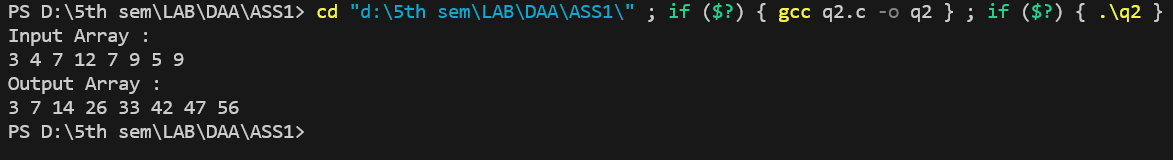 PS D:\5th sem\LAB\DAA\ASS1> cd "d:\5th sem\LAB\DAA\ASS1\" ; if ($?) { gcc q2.c -o q2 } ; if ($?) { .\q2 }
Input Array :
3 4 7 12 7 9 5 9
Output Array :
3 7 14 26 33 42 47 56
PS D:\5th sem\LAB\DAA\ASS1>